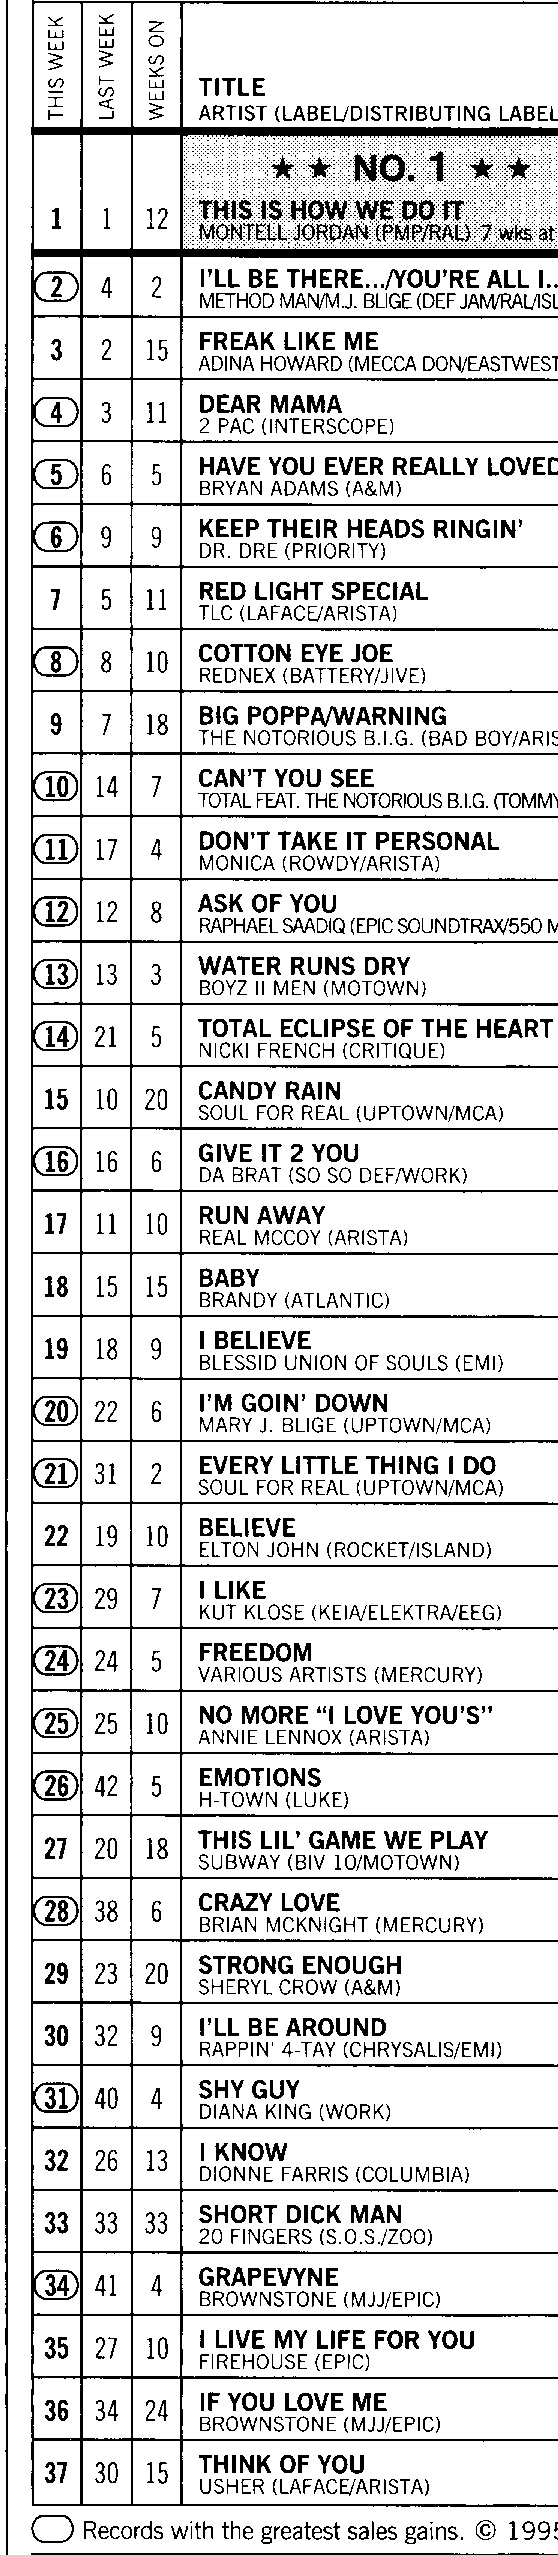 THIS WEEK LAST WEEK WEEKS ON TITLE
ARTIST (LABEL/DISTRIBUTING LABEL
★ ★ NO. 1 ★ ★
1 1 12 THIS IS HOW WE DO IT
MONTELL JORDAN (PMP/RAL) 7 wks at
2 4 2 I'LL BE THERE.../YOU'RE ALL I..
METHOD MAN/M.J. BLIGE (DEF JAM/RAL/ISL
3 2 15 FREAK LIKE ME
ADINA HOWARD (MECCA DON/EASTWEST
4 3 11 DEAR MAMA
2 PAC (INTERSCOPE)
5 6 5 HAVE YOU EVER REALLY LOVED
BRYAN ADAMS (A&M)
6 9 9 KEEP THEIR HEADS RINGIN'
DR. DRE (PRIORITY)
7 5 11 RED LIGHT SPECIAL
TLC (LAFACE/ARISTA)
8 8 10 COTTON EYE JOE
REDNEX (BATTERY/JIVE)
9 7 18 BIG POPPA/WARNING
THE NOTORIOUS B.I.G. (BAD BOY/ARIS
10 14 7 CAN'T YOU SEE
TOTAL FEAT. THE NOTORIOUS B.I.G. (TOMMY
11 17 4 DON'T TAKE IT PERSONAL
MONICA (ROWDY/ARISTA)
12 12 8 ASK OF YOU
RAPHAEL SAADIQ (EPIC SOUNDTRAX/550 M
13 13 3 WATER RUNS DRY
BOYZ II MEN (MOTOWN)
14 21 5 TOTAL ECLIPSE OF THE HEART
NICKI FRENCH (CRITIQUE)
15 10 20 CANDY RAIN
SOUL FOR REAL (UPTOWN/MCA)
16 16 6 GIVE IT 2 YOU
DA BRAT (SO SO DEF/WORK)
17 11 10 RUN AWAY
REAL MCCOY (ARISTA)
18 15 15 BABY
BRANDY (ATLANTIC)
19 18 9 I BELIEVE
BLESSID UNION OF SOULS (EMI)
20 22 6 I'M GOIN' DOWN
MARY J. BLIGE (UPTOWN/MCA)
21 31 2 EVERY LITTLE THING I DO
SOUL FOR REAL (UPTOWN/MCA)
22 19 10 BELIEVE
ELTON JOHN (ROCKET/ISLAND)
23 29 7 I LIKE
KUT KLOSE (KEIA/ELEKTRA/EEG)
24 24 5 FREEDOM
VARIOUS ARTISTS (MERCURY)
25 25 10 NO MORE "I LOVE YOU'S"
ANNIE LENNOX (ARISTA)
26 42 5 EMOTIONS
H-TOWN (LUKE)
27 20 18 THIS LIL' GAME WE PLAY
SUBWAY (BIV 10/MOTOWN)
28 38 6 CRAZY LOVE
BRIAN MCKNIGHT (MERCURY)
29 23 20 STRONG ENOUGH
SHERYL CROW (A&M)
30 32 9 I'LL BE AROUND
RAPPIN' 4-TAY (CHRYSALIS/EMI)
31 40 4 SHY GUY
DIANA KING (WORK)
32 26 13 I KNOW
DIONNE FARRIS (COLUMBIA)
33 33 33 SHORT DICK MAN
20 FINGERS (S.O.S./ZOO)
34 41 4 GRAPEVYNE
BROWNSTONE (MJJ/EPIC)
35 27 10 I LIVE MY LIFE FOR YOU
FIREHOUSE (EPIC)
36 34 24 IF YOU LOVE ME
BROWNSTONE (MJJ/EPIC)
37 30 15 THINK OF YOU
USHER (LAFACE/ARISTA)
Records with the greatest sales gains. © 1995